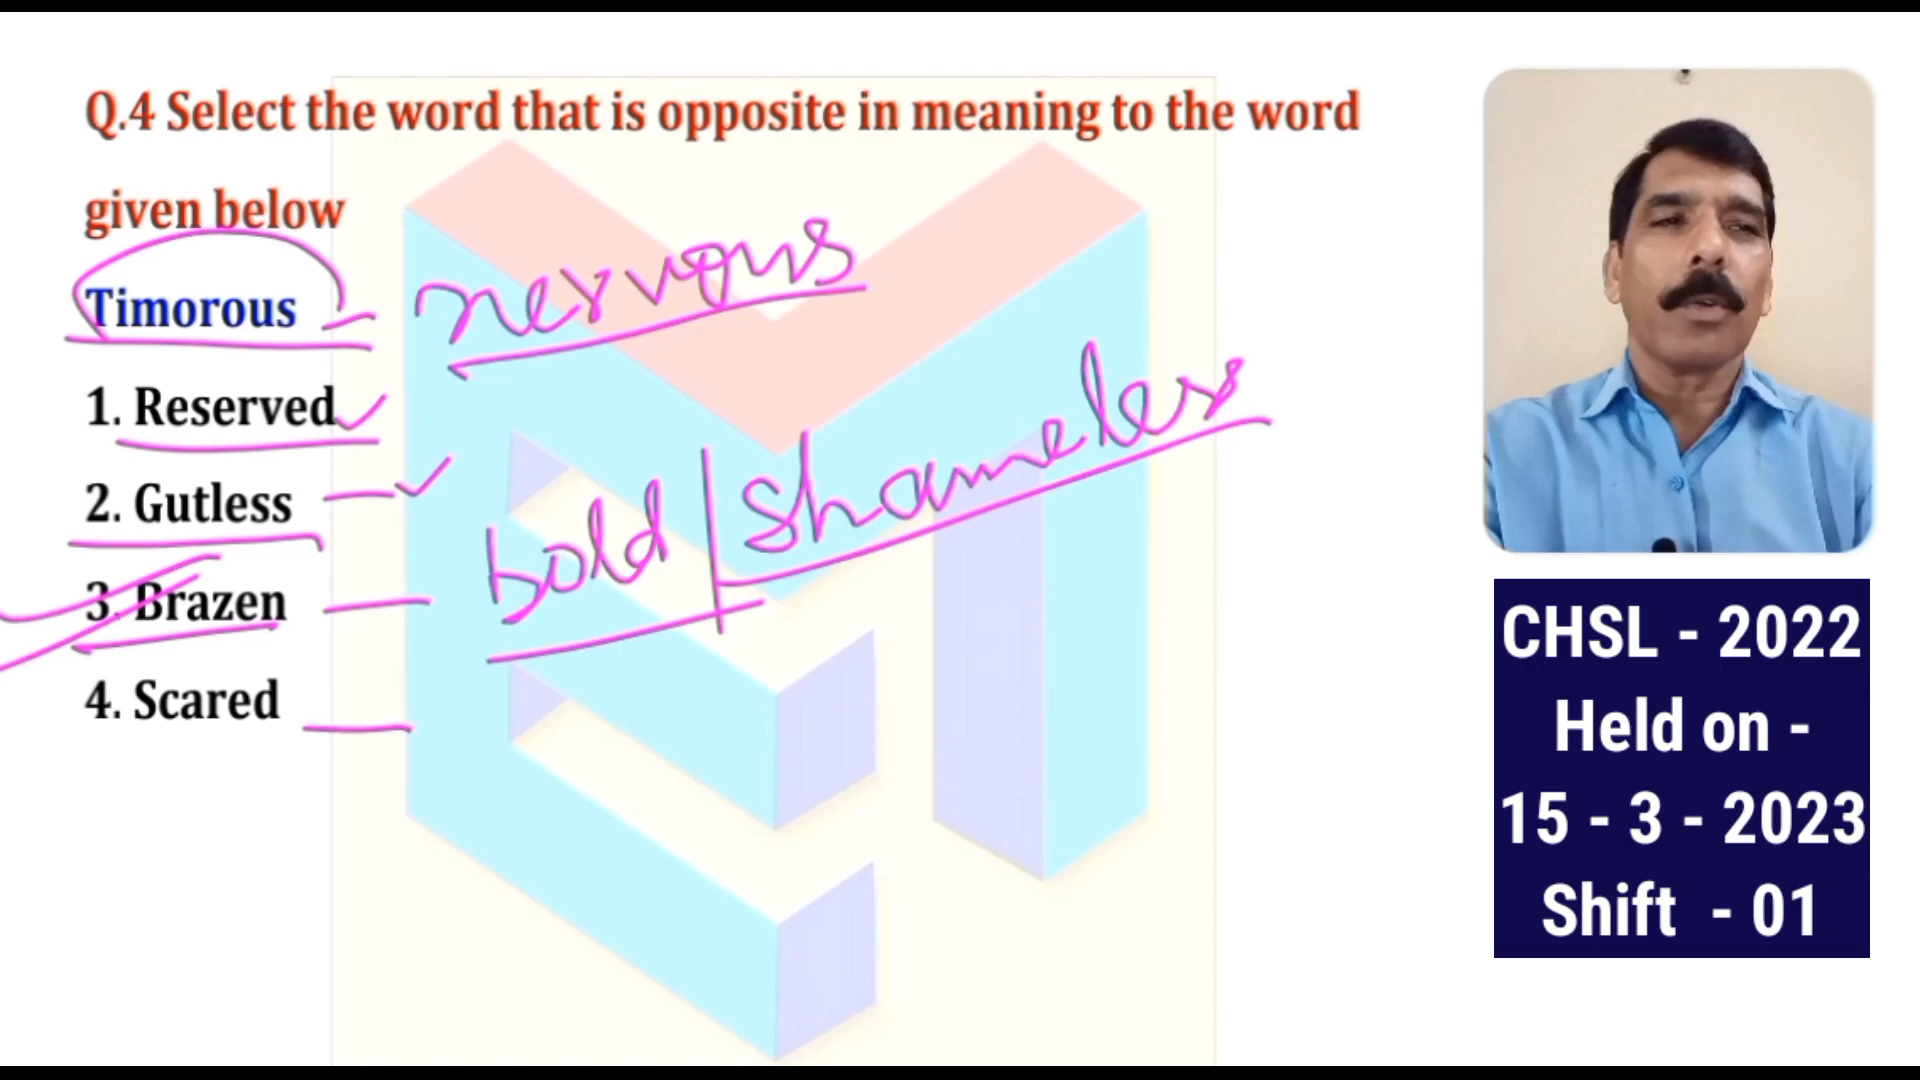 Q.4 Select the word that is opposite in meaning to the word
given below
Timorous nervous
1. Reserved
2. Gutless
3. Brazen bold | shameless
4. Scared
CHSL - 2022
Held on -
15 - 3 - 2023
Shift - 01